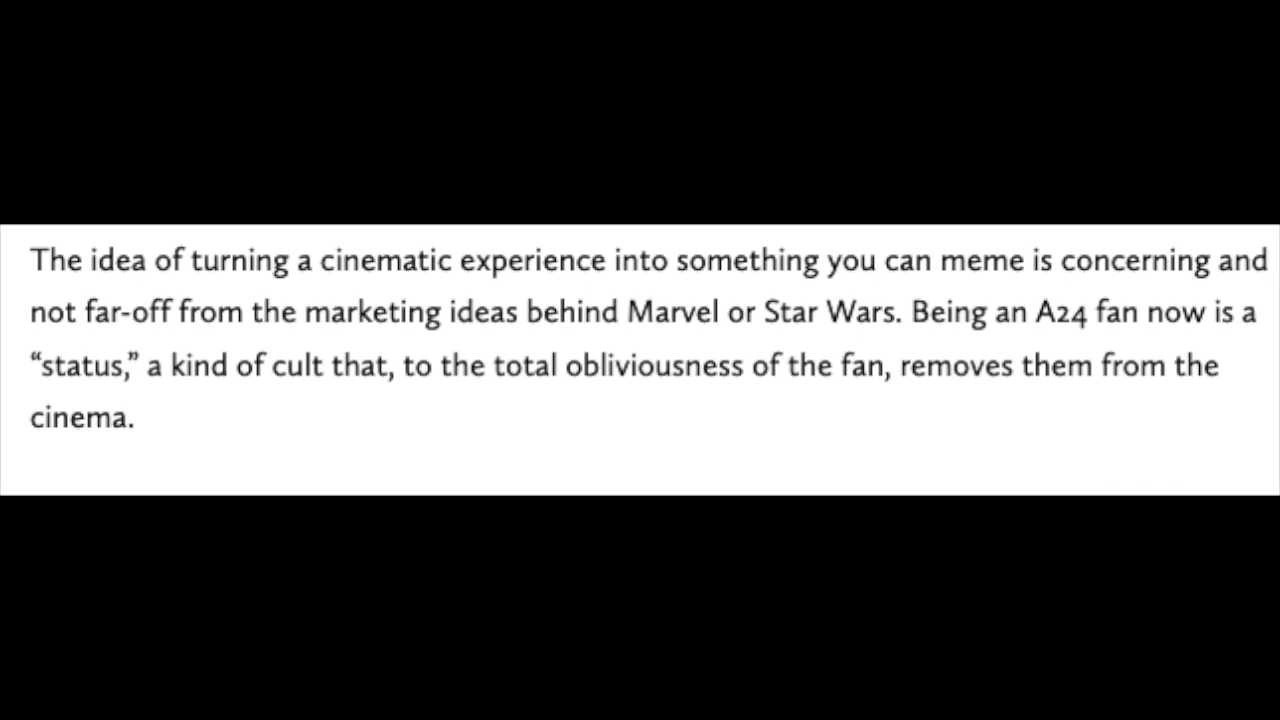 The idea of turning a cinematic experience into something you can meme is concerning and
not far-off from the marketing ideas behind Marvel or Star Wars. Being an A24 fan now is a
“status,” a kind of cult that, to the total obliviousness of the fan, removes them from the
cinema.